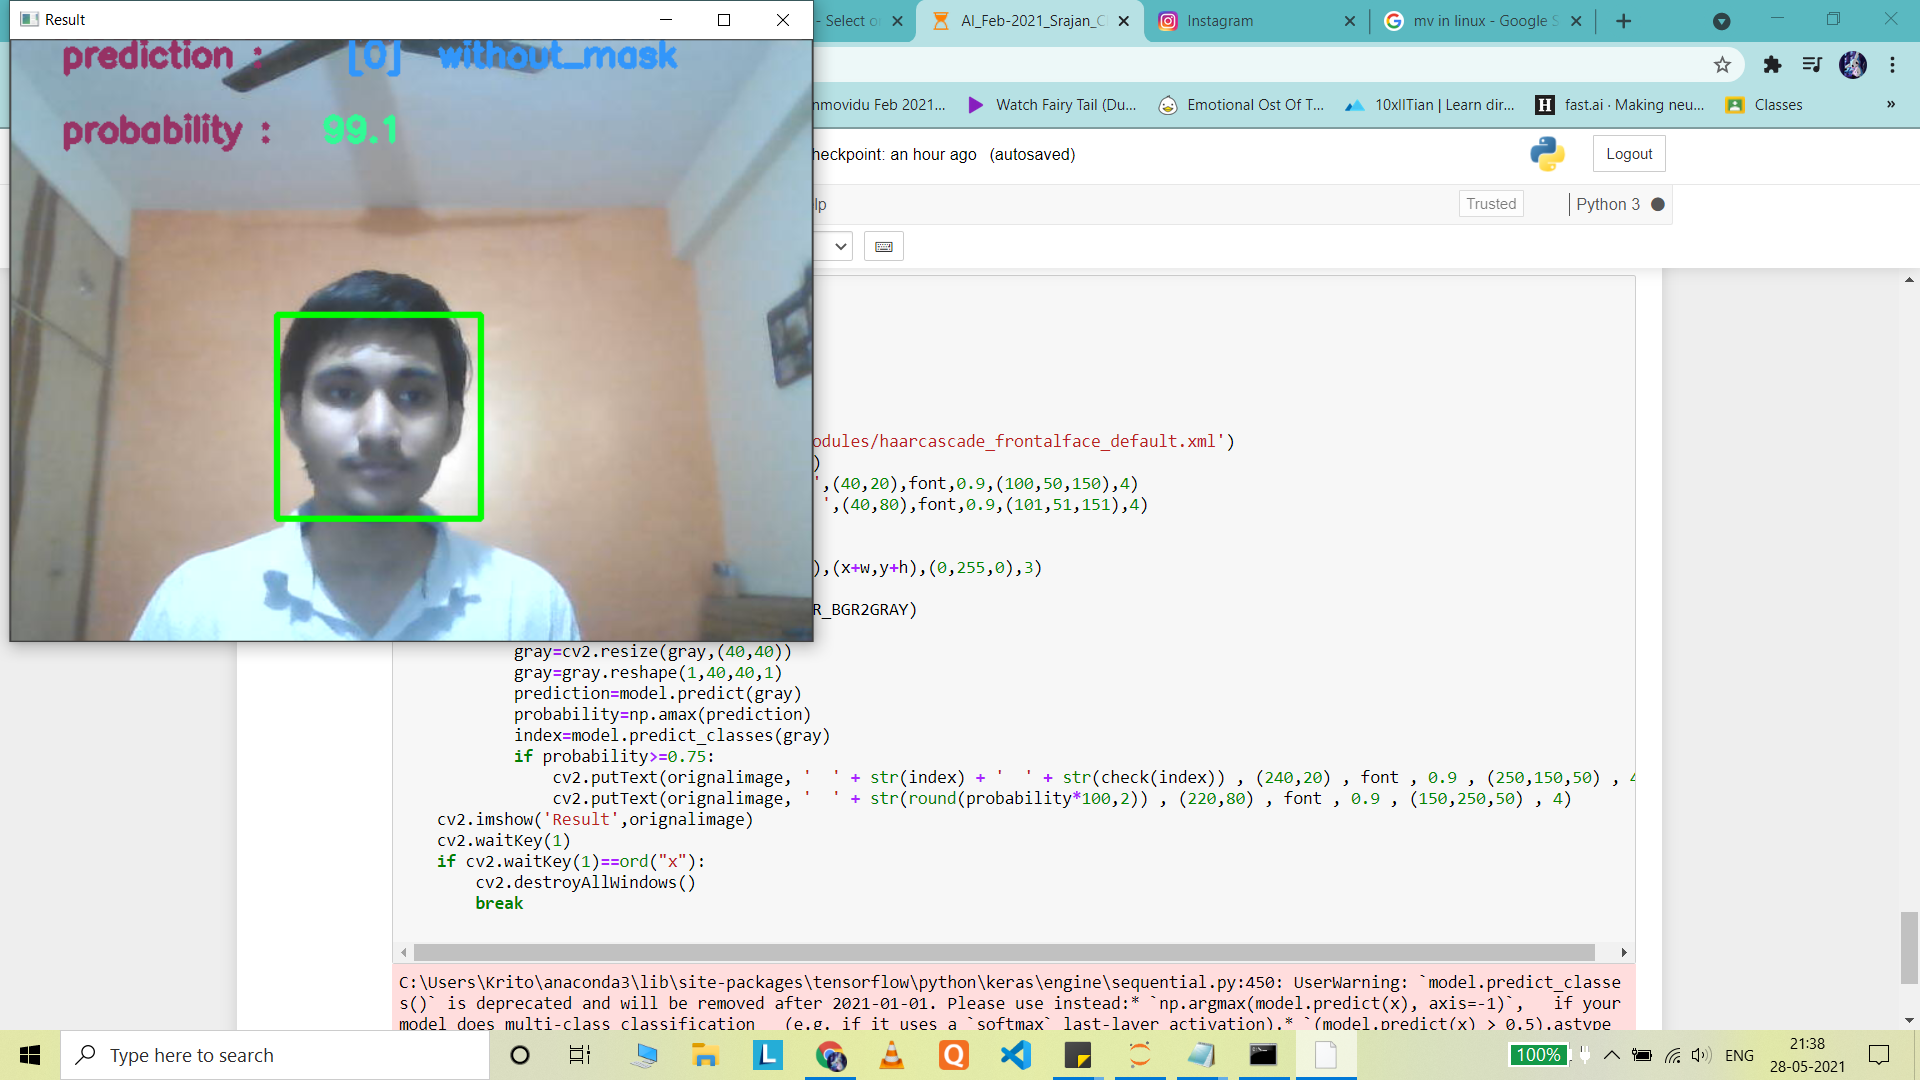 Result
prediction : [0] without_mask
probability : 99.1
- Select o
AI_Feb-2021_Srajan_C
Instagram
mv in linux - Google S
nmovidu Feb 2021...
Watch Fairy Tail (Du...
Emotional Ost Of T...
10xIITian | Learn dir...
fast.ai · Making neu...
Classes
»
heckpoint: an hour ago (autosaved)
Logout
lp
Trusted
Python 3
odules/haarcascade_frontalface_default.xml')
)
',(40,20),font,0.9,(100,50,150),4)
',(40,80),font,0.9,(101,51,151),4)
),(x+w,y+h),(0,255,0),3)
R_BGR2GRAY)
gray=cv2.resize(gray,(40,40))
gray=gray.reshape(1,40,40,1)
prediction=model.predict(gray)
probability=np.amax(prediction)
index=model.predict_classes(gray)
if probability>=0.75:
cv2.putText(orignalimage, '  ' + str(index) + '  ' + str(check(index)) , (240,20) , font , 0.9 , (250,150,50) , 4
cv2.putText(orignalimage, '  ' + str(round(probability*100,2)) , (220,80) , font , 0.9 , (150,250,50) , 4)
cv2.imshow('Result',orignalimage)
cv2.waitKey(1)
if cv2.waitKey(1)==ord("x"):
cv2.destroyAllWindows()
break
C:\Users\Krito\anaconda3\lib\site-packages\tensorflow\python\keras\engine\sequential.py:450: UserWarning: `model.predict_classe
s()` is deprecated and will be removed after 2021-01-01. Please use instead:* `np.argmax(model.predict(x), axis=-1)`,   if your
model does multi-class classification   (e.g. if it uses a `softmax` last-layer activation).* `(model.predict(x) > 0.5).astype
Type here to search
100%
ENG
21:38
28-05-2021